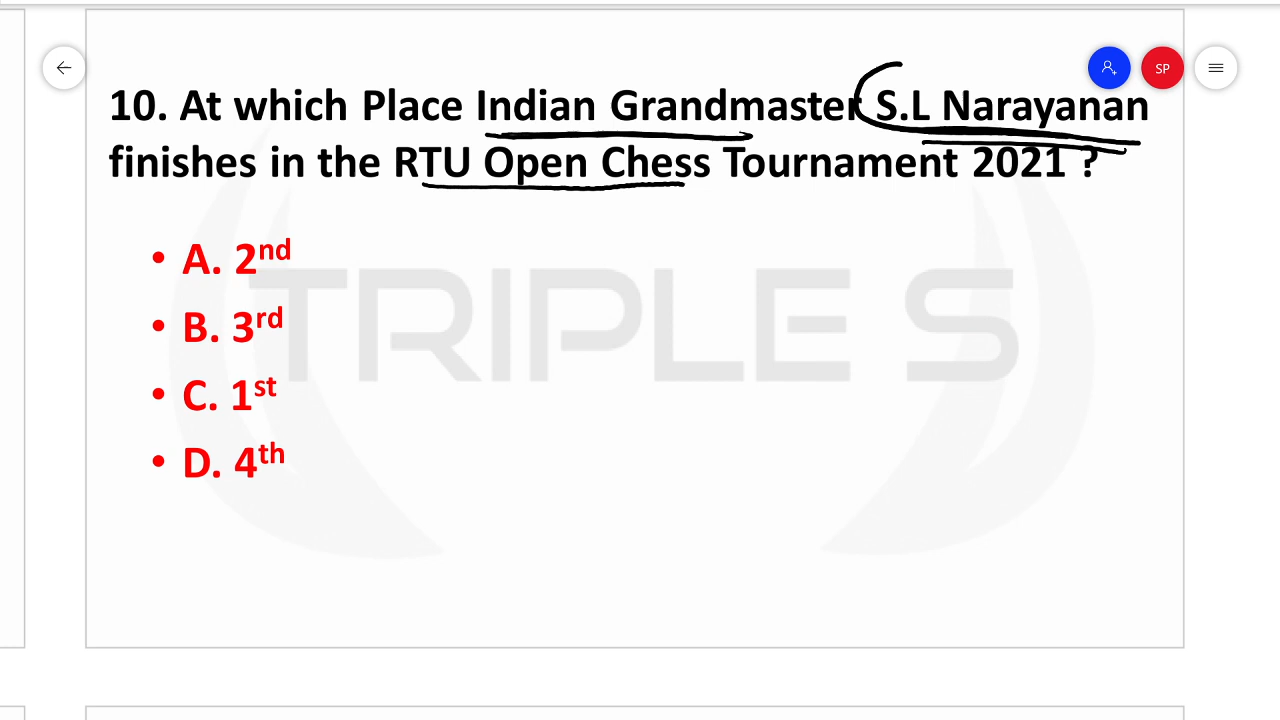 SP
10. At which Place Indian Grandmaster S.L Narayanan
finishes in the RTU Open Chess Tournament 2021 ?
• A. 2nd
• B. 3rd
• C. 1st
• D. 4th
TRIPLE S